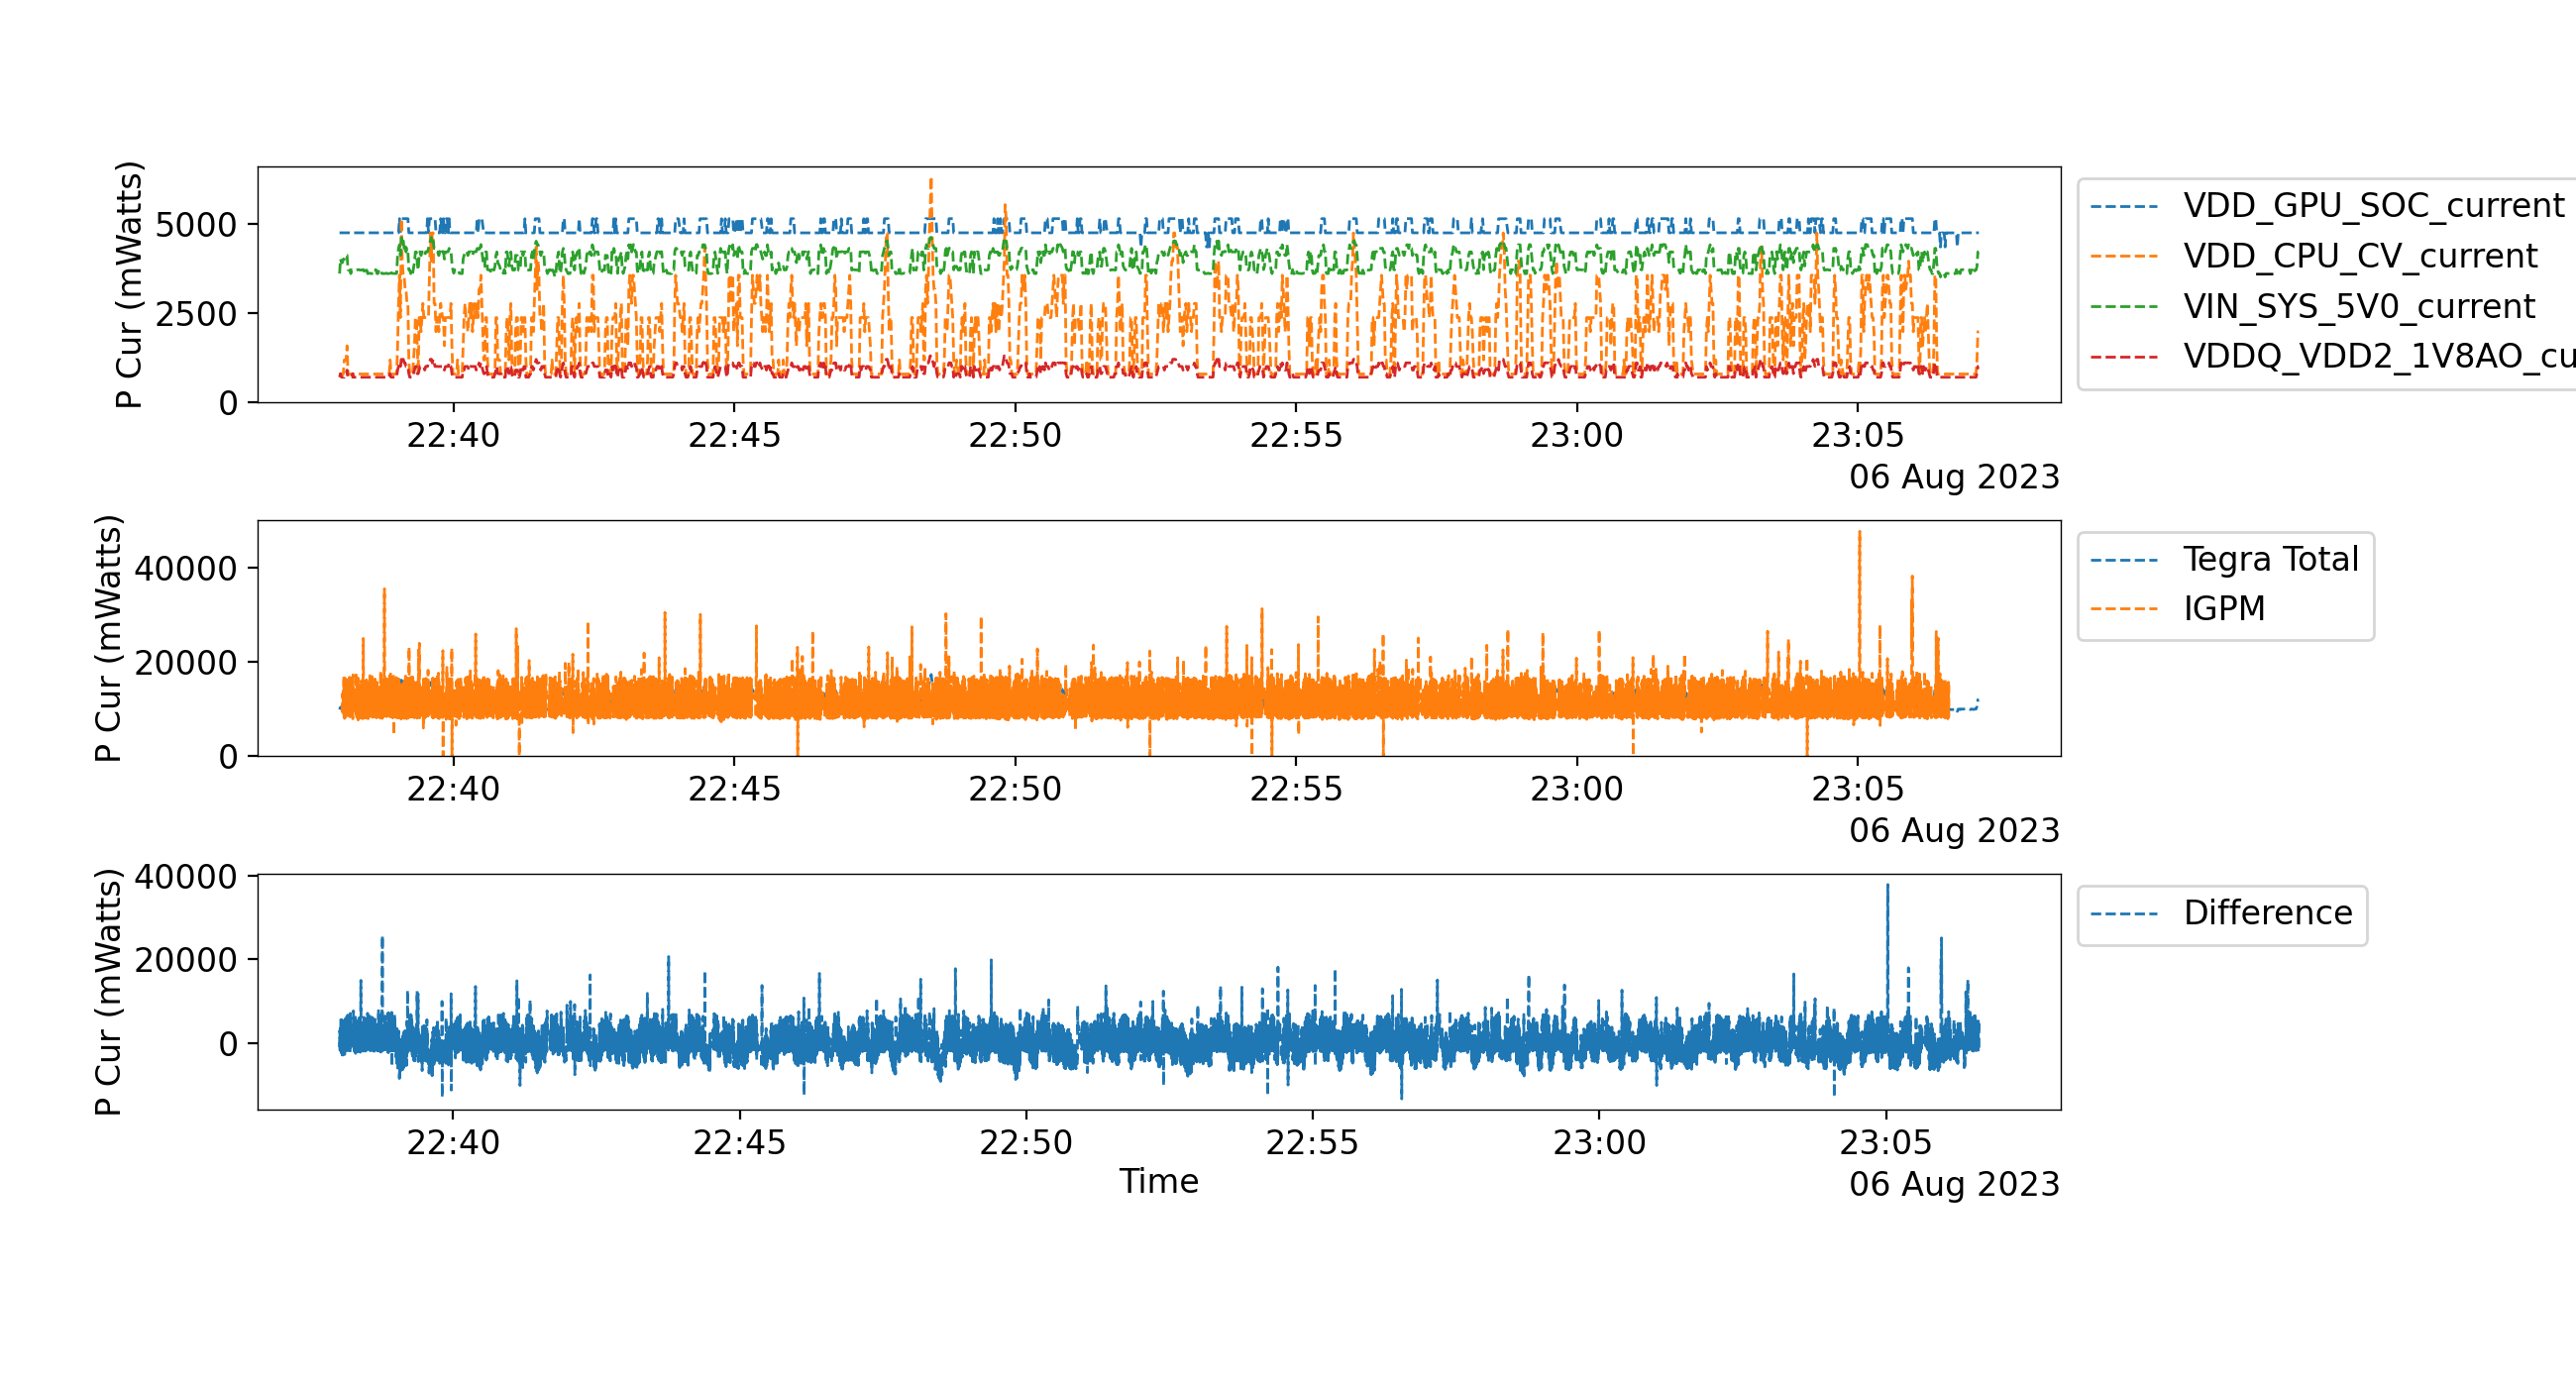 P Cur (mWatts)
5000
2500
0
22:40 22:45 22:50 22:55 23:00 23:05
06 Aug 2023
VDD_GPU_SOC_current
VDD_CPU_CV_current
VIN_SYS_5V0_current
VDDQ_VDD2_1V8AO_cu
P Cur (mWatts)
40000
20000
0
22:40 22:45 22:50 22:55 23:00 23:05
06 Aug 2023
Tegra Total
IGPM
P Cur (mWatts)
40000
20000
0
22:40 22:45 22:50 22:55 23:00 23:05
Time
06 Aug 2023
Difference